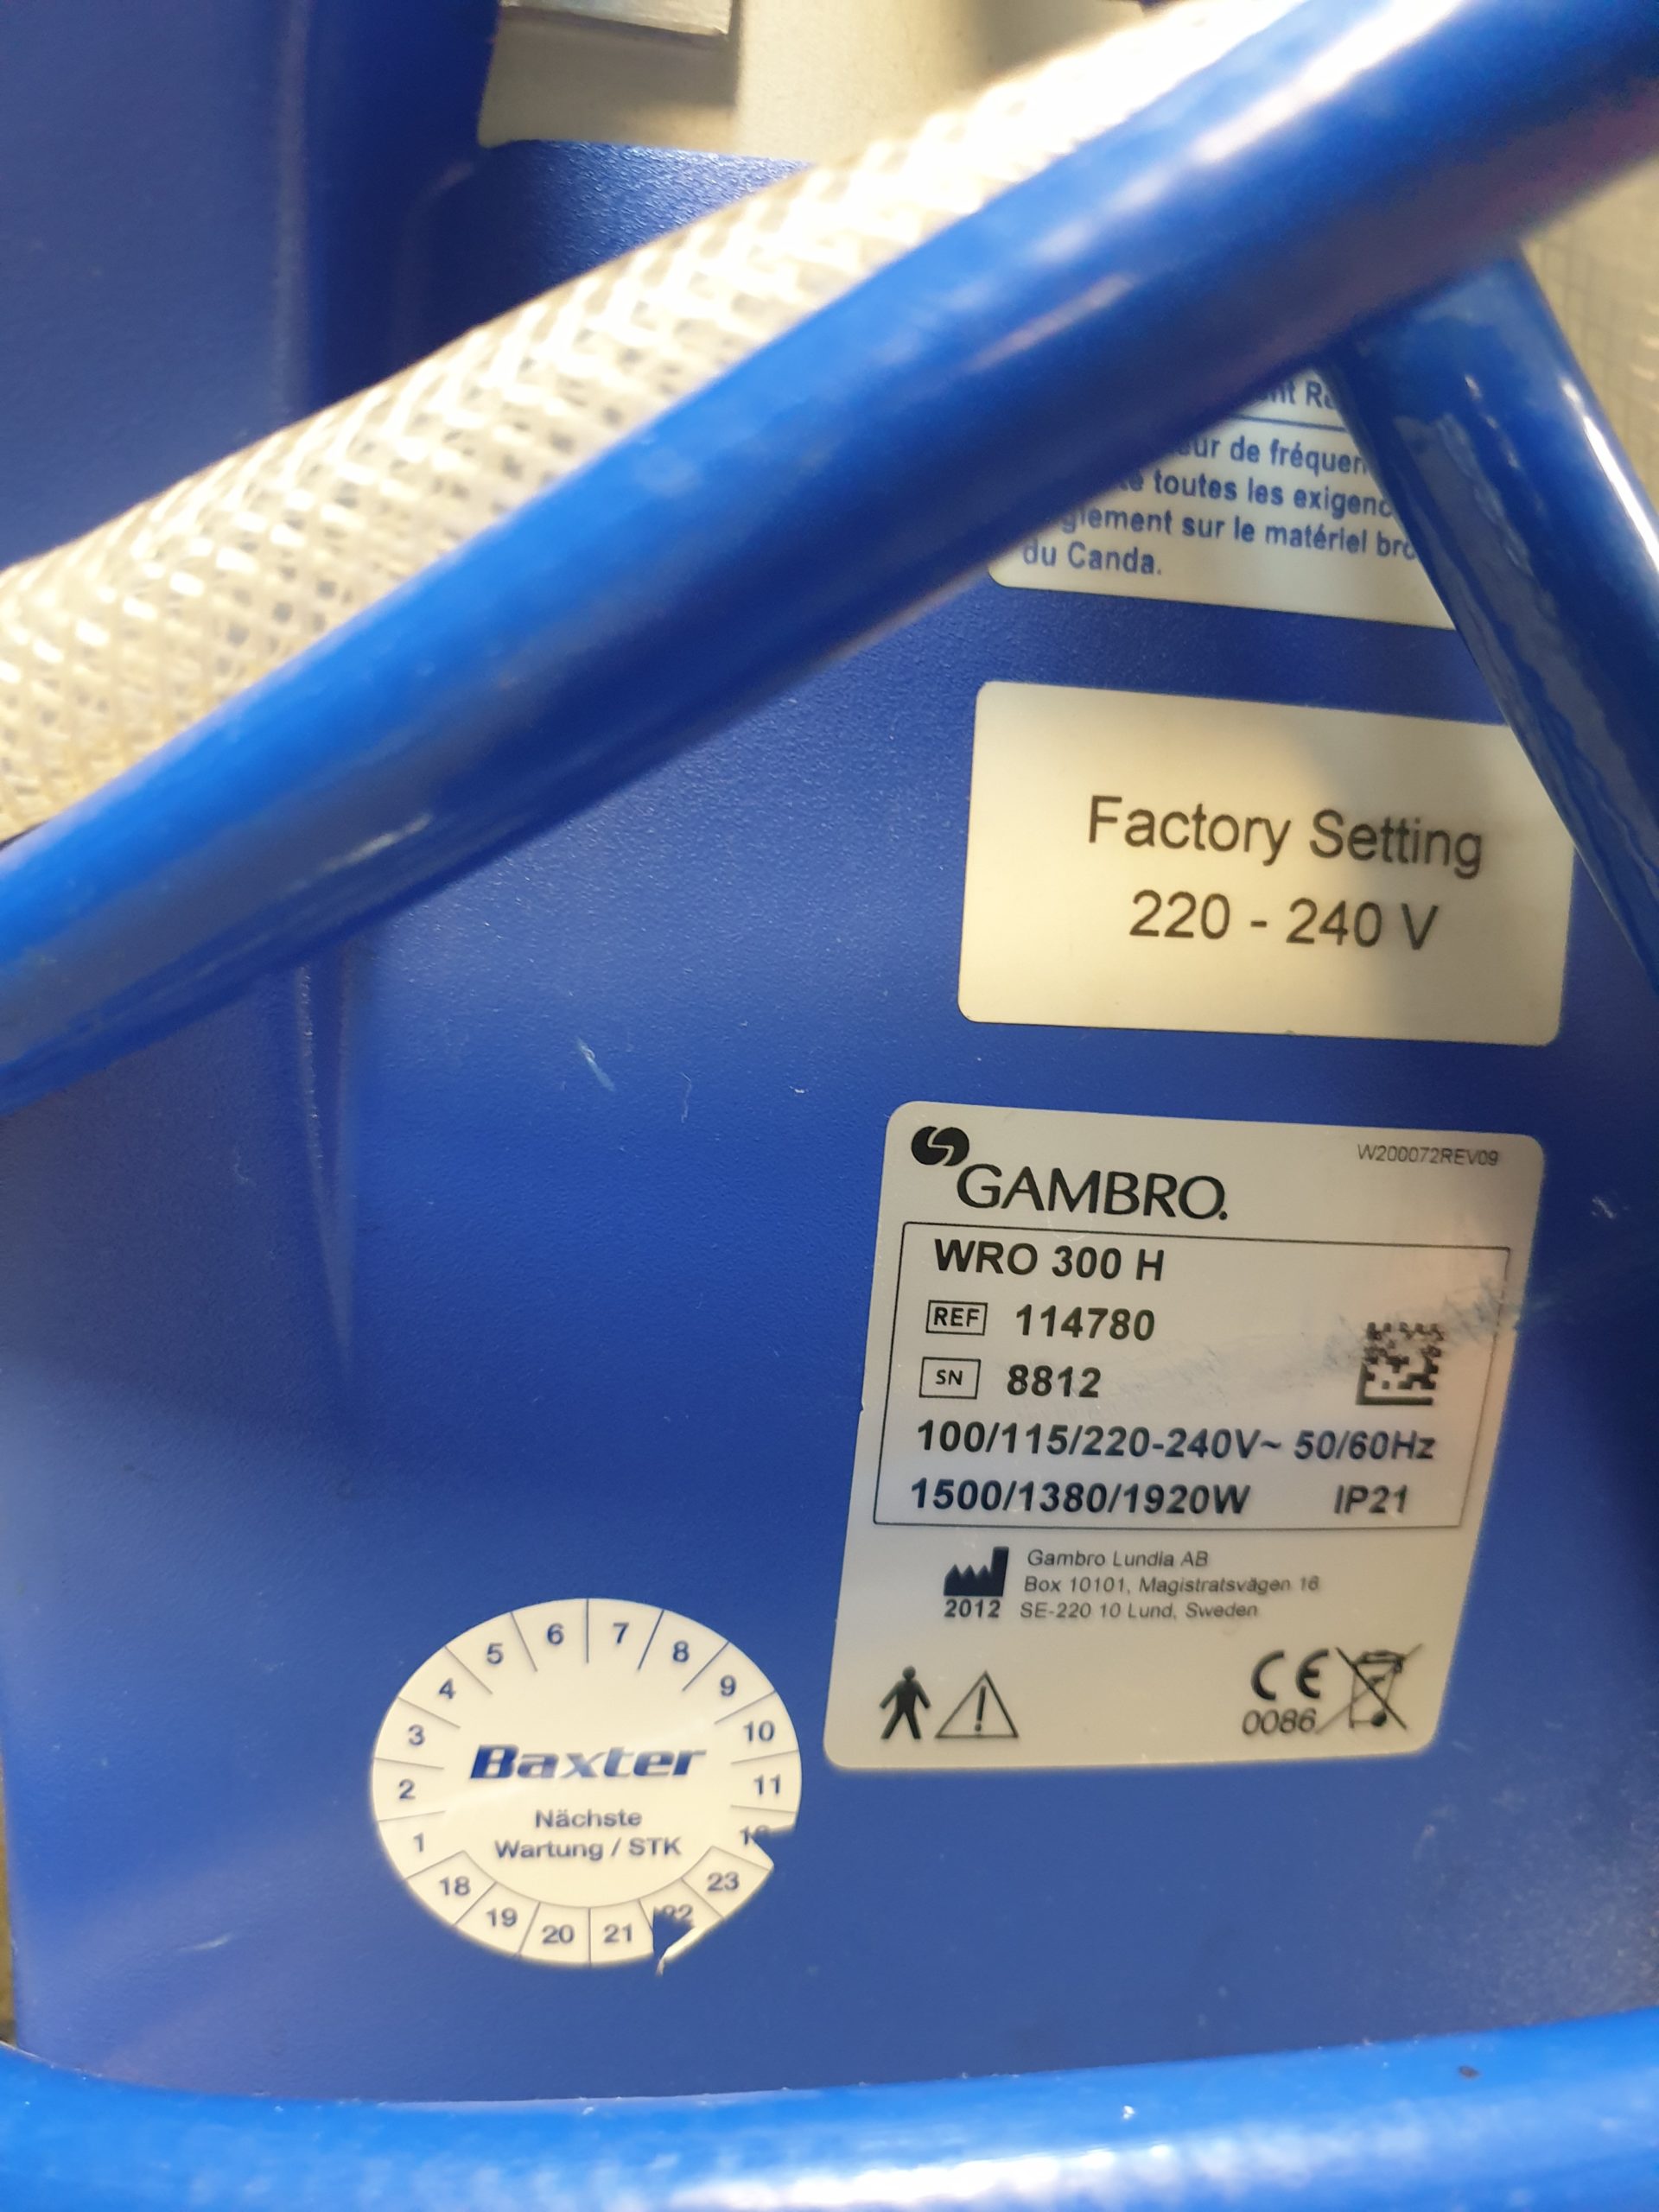 de fréquen
toutes les exigenc
sur le matériel
du Canda.
Factory Setting
220 - 240 V
W200072REV09
GAMBRO.
WRO 300 H
REF 114780
SN 8812
100/115/220-240V~ 50/60Hz
1500/1380/1920W IP21
Gambro Lundia AB
Box 10101, Magistratsvägen 16
2012 SE-220 10 Lund, Sweden
CE
0086
1 2 3 4 5 6 7 8 9 10 11
Baxter
Nächste
Wartung / STK
18 19 20 21 22 23